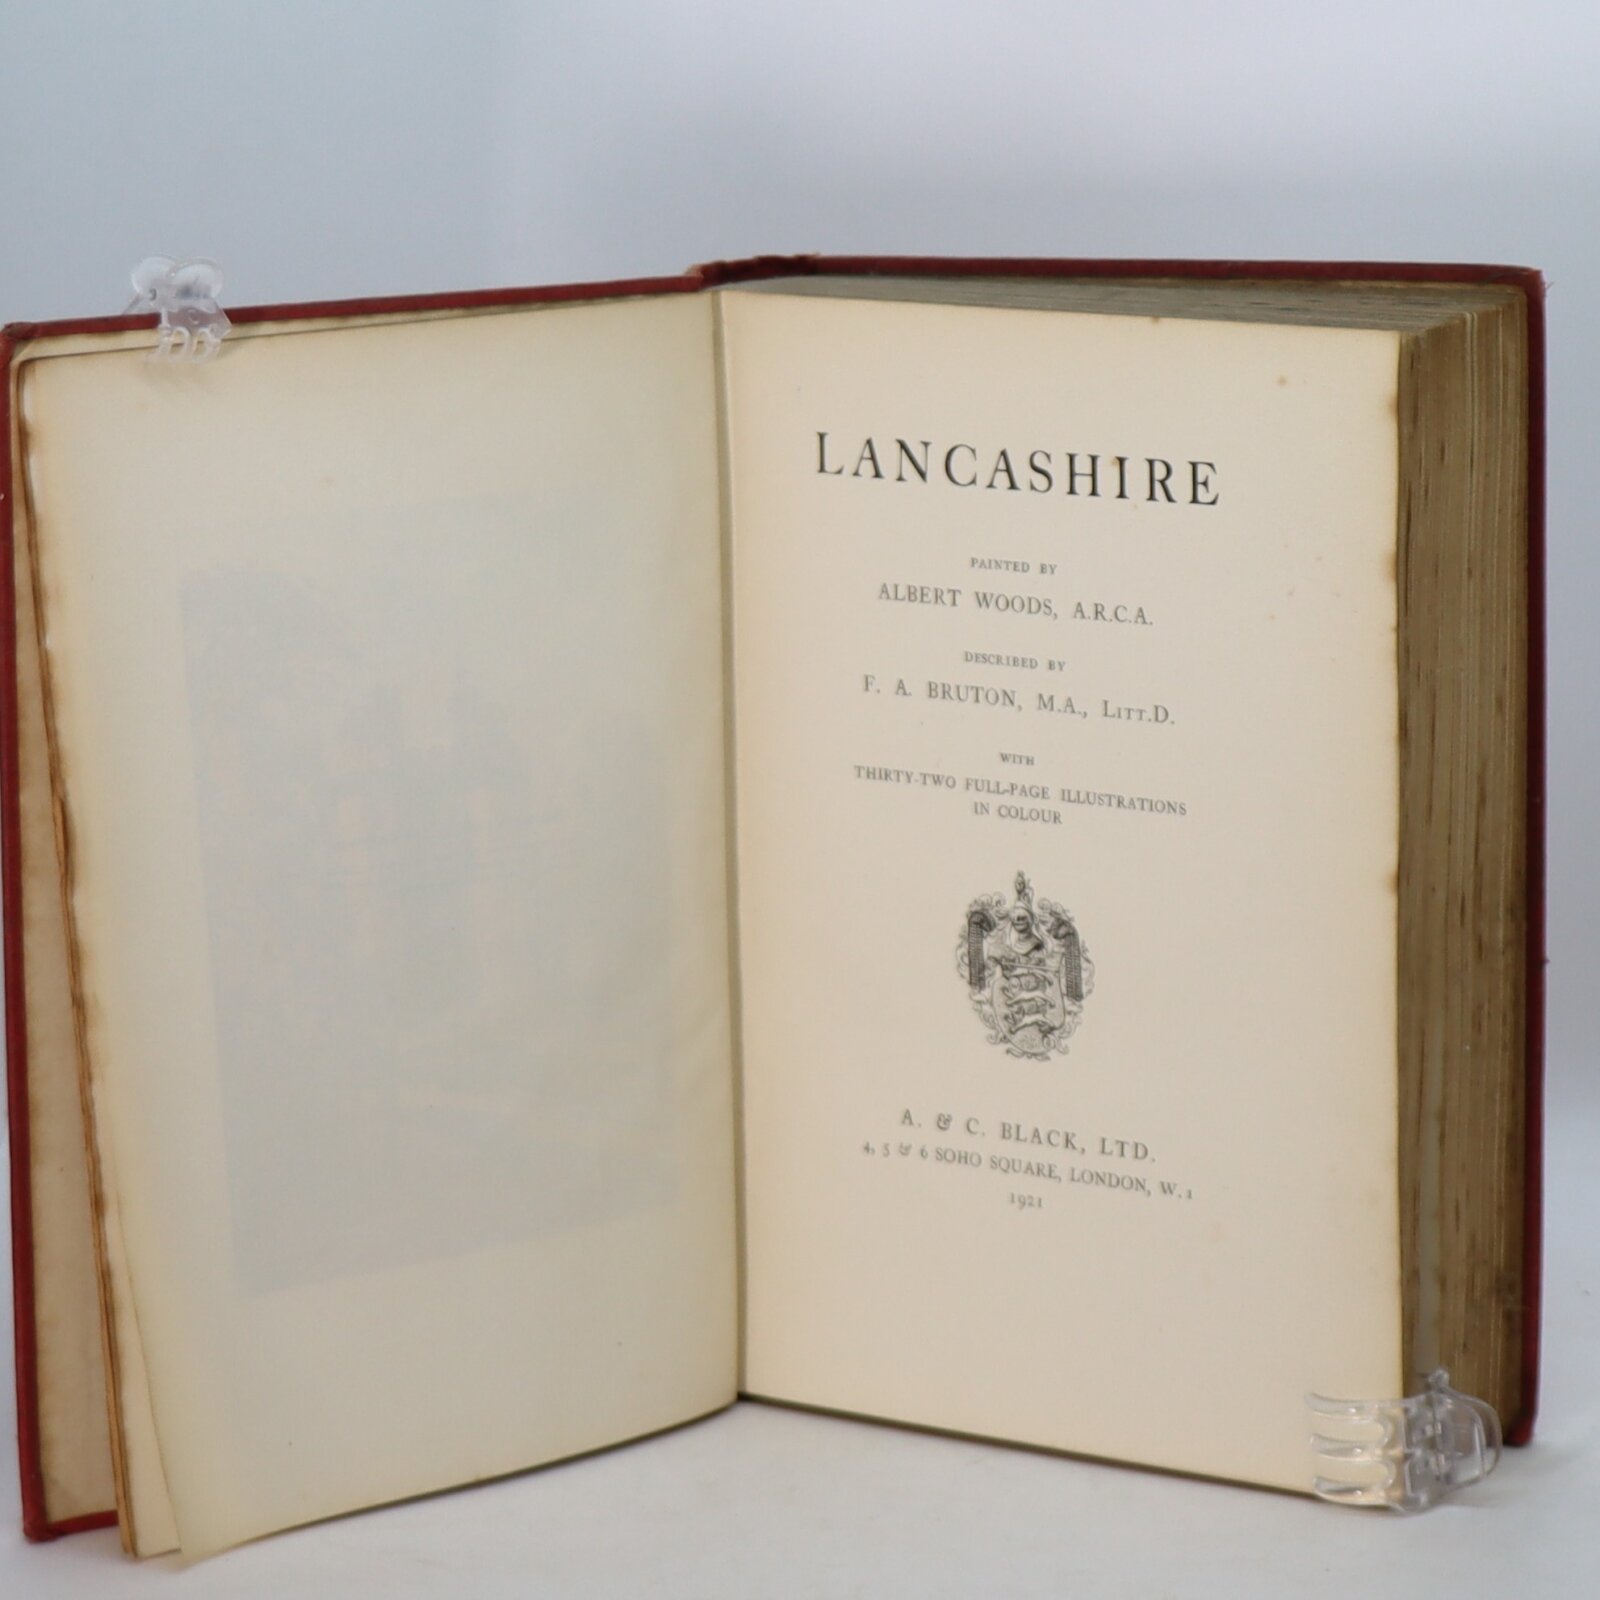 LANCASHIRE
PAINTED BY
ALBERT WOODS, A.R.C.A.
DESCRIBED BY
F. A. BRUTON, M.A., LITT.D.
WITH
THIRTY-TWO FULL-PAGE ILLUSTRATIONS
IN COLOUR
A. & C. BLACK, LTD.
4, 5 & 6 SOHO SQUARE, LONDON, W.1
1921